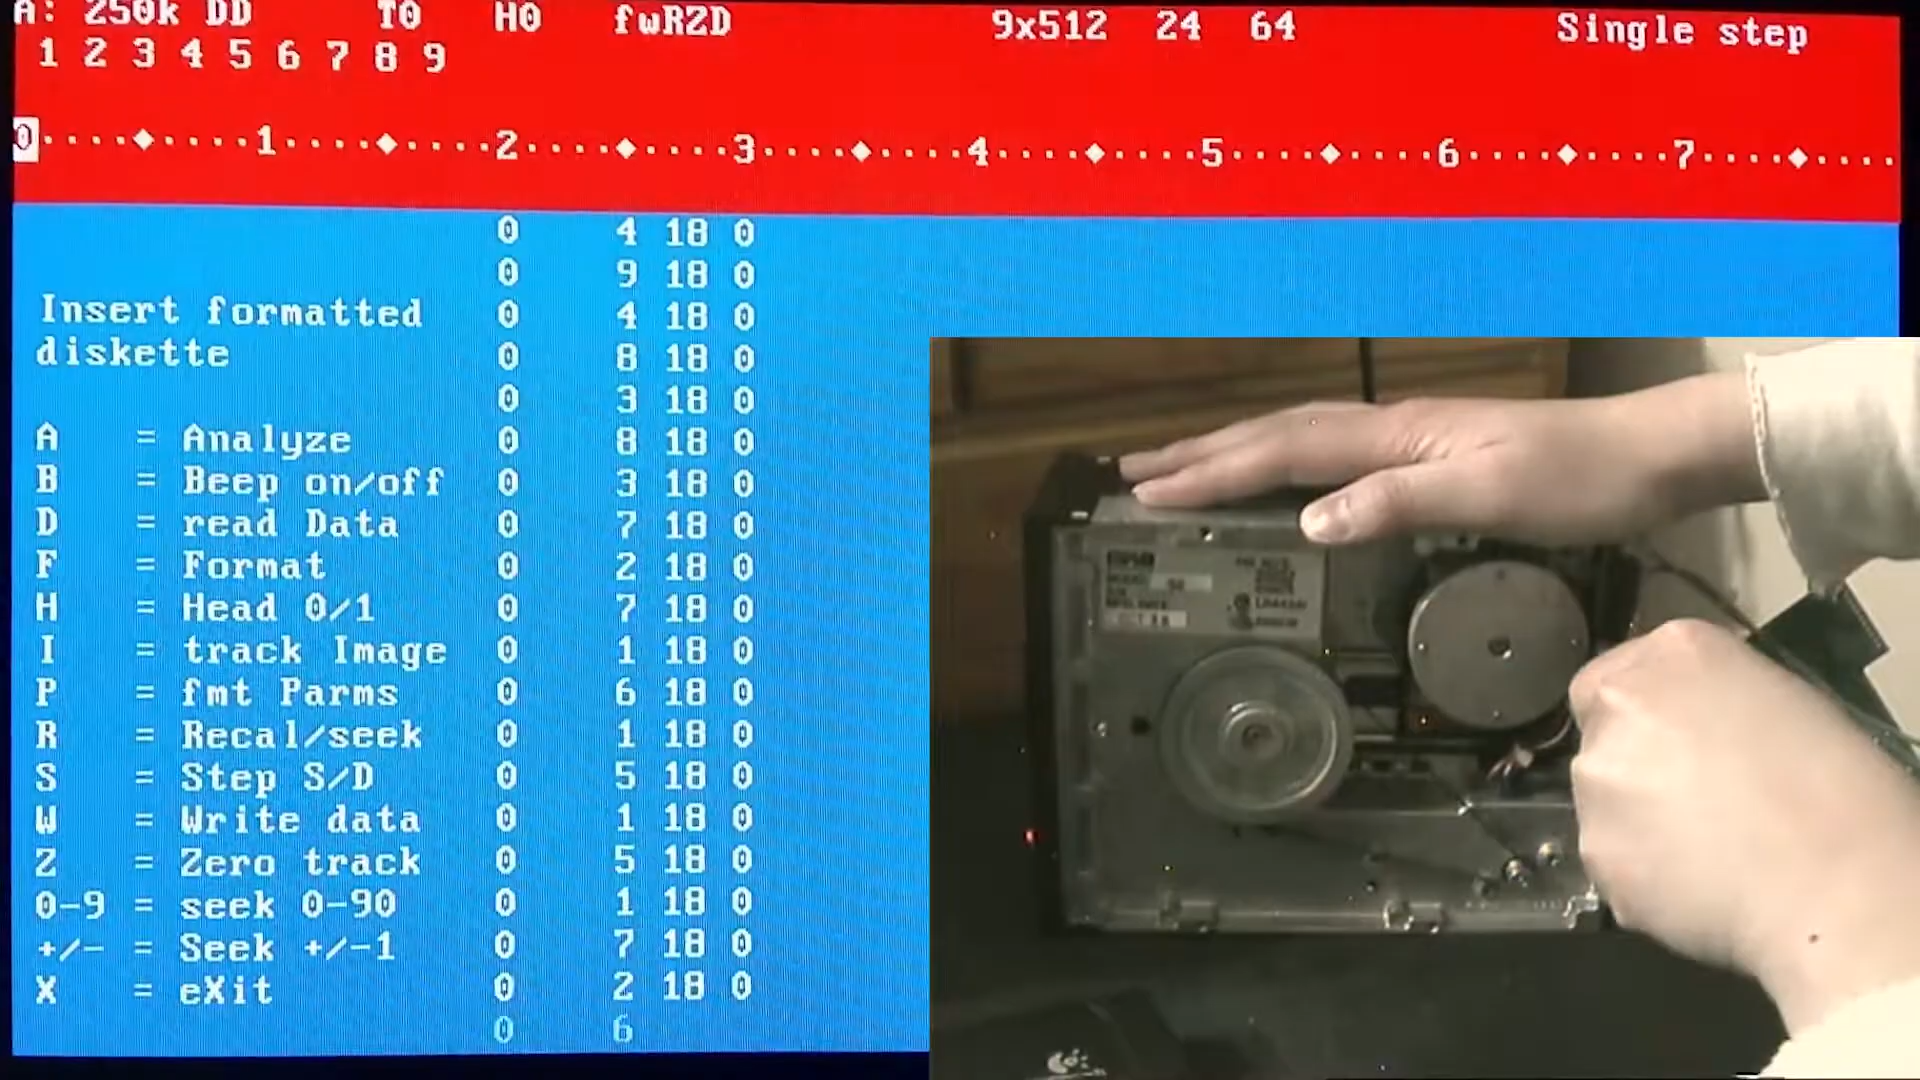 A: 250k DD T0 H0 fwRZD 9x512 24 64 Single step
1 2 3 4 5 6 7 8 9
0....◆....1....◆....2....◆....3....◆....4....◆....5....◆....6....◆....7....◆....
0 4 18 0
0 9 18 0
Insert formatted 0 4 18 0
diskette 0 8 18 0
0 3 18 0
A = Analyze 0 8 18 0
B = Beep on/off 0 3 18 0
D = read Data 0 7 18 0
F = Format 0 2 18 0
H = Head 0/1 0 7 18 0
I = track Image 0 1 18 0
P = fmt Parms 0 6 18 0
R = Recal/seek 0 1 18 0
S = Step S/D 0 5 18 0
W = Write data 0 1 18 0
Z = Zero track 0 5 18 0
0-9 = seek 0-90 0 1 18 0
+/- = Seek +/-1 0 7 18 0
X = eXit 0 2 18 0
0 6